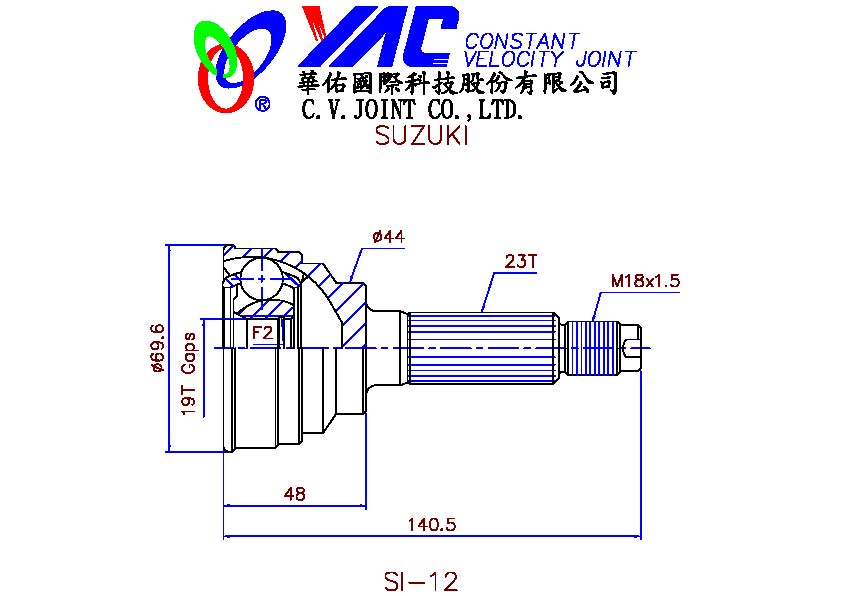 YAC CONSTANT
VELOCITY JOINT
華佑國際科技股份有限公司
® C.V.JOINT CO.,LTD.
SUZUKI
ø44
23T
M18x1.5
F2
ø69.6
19T Caps
48
140.5
SI-12